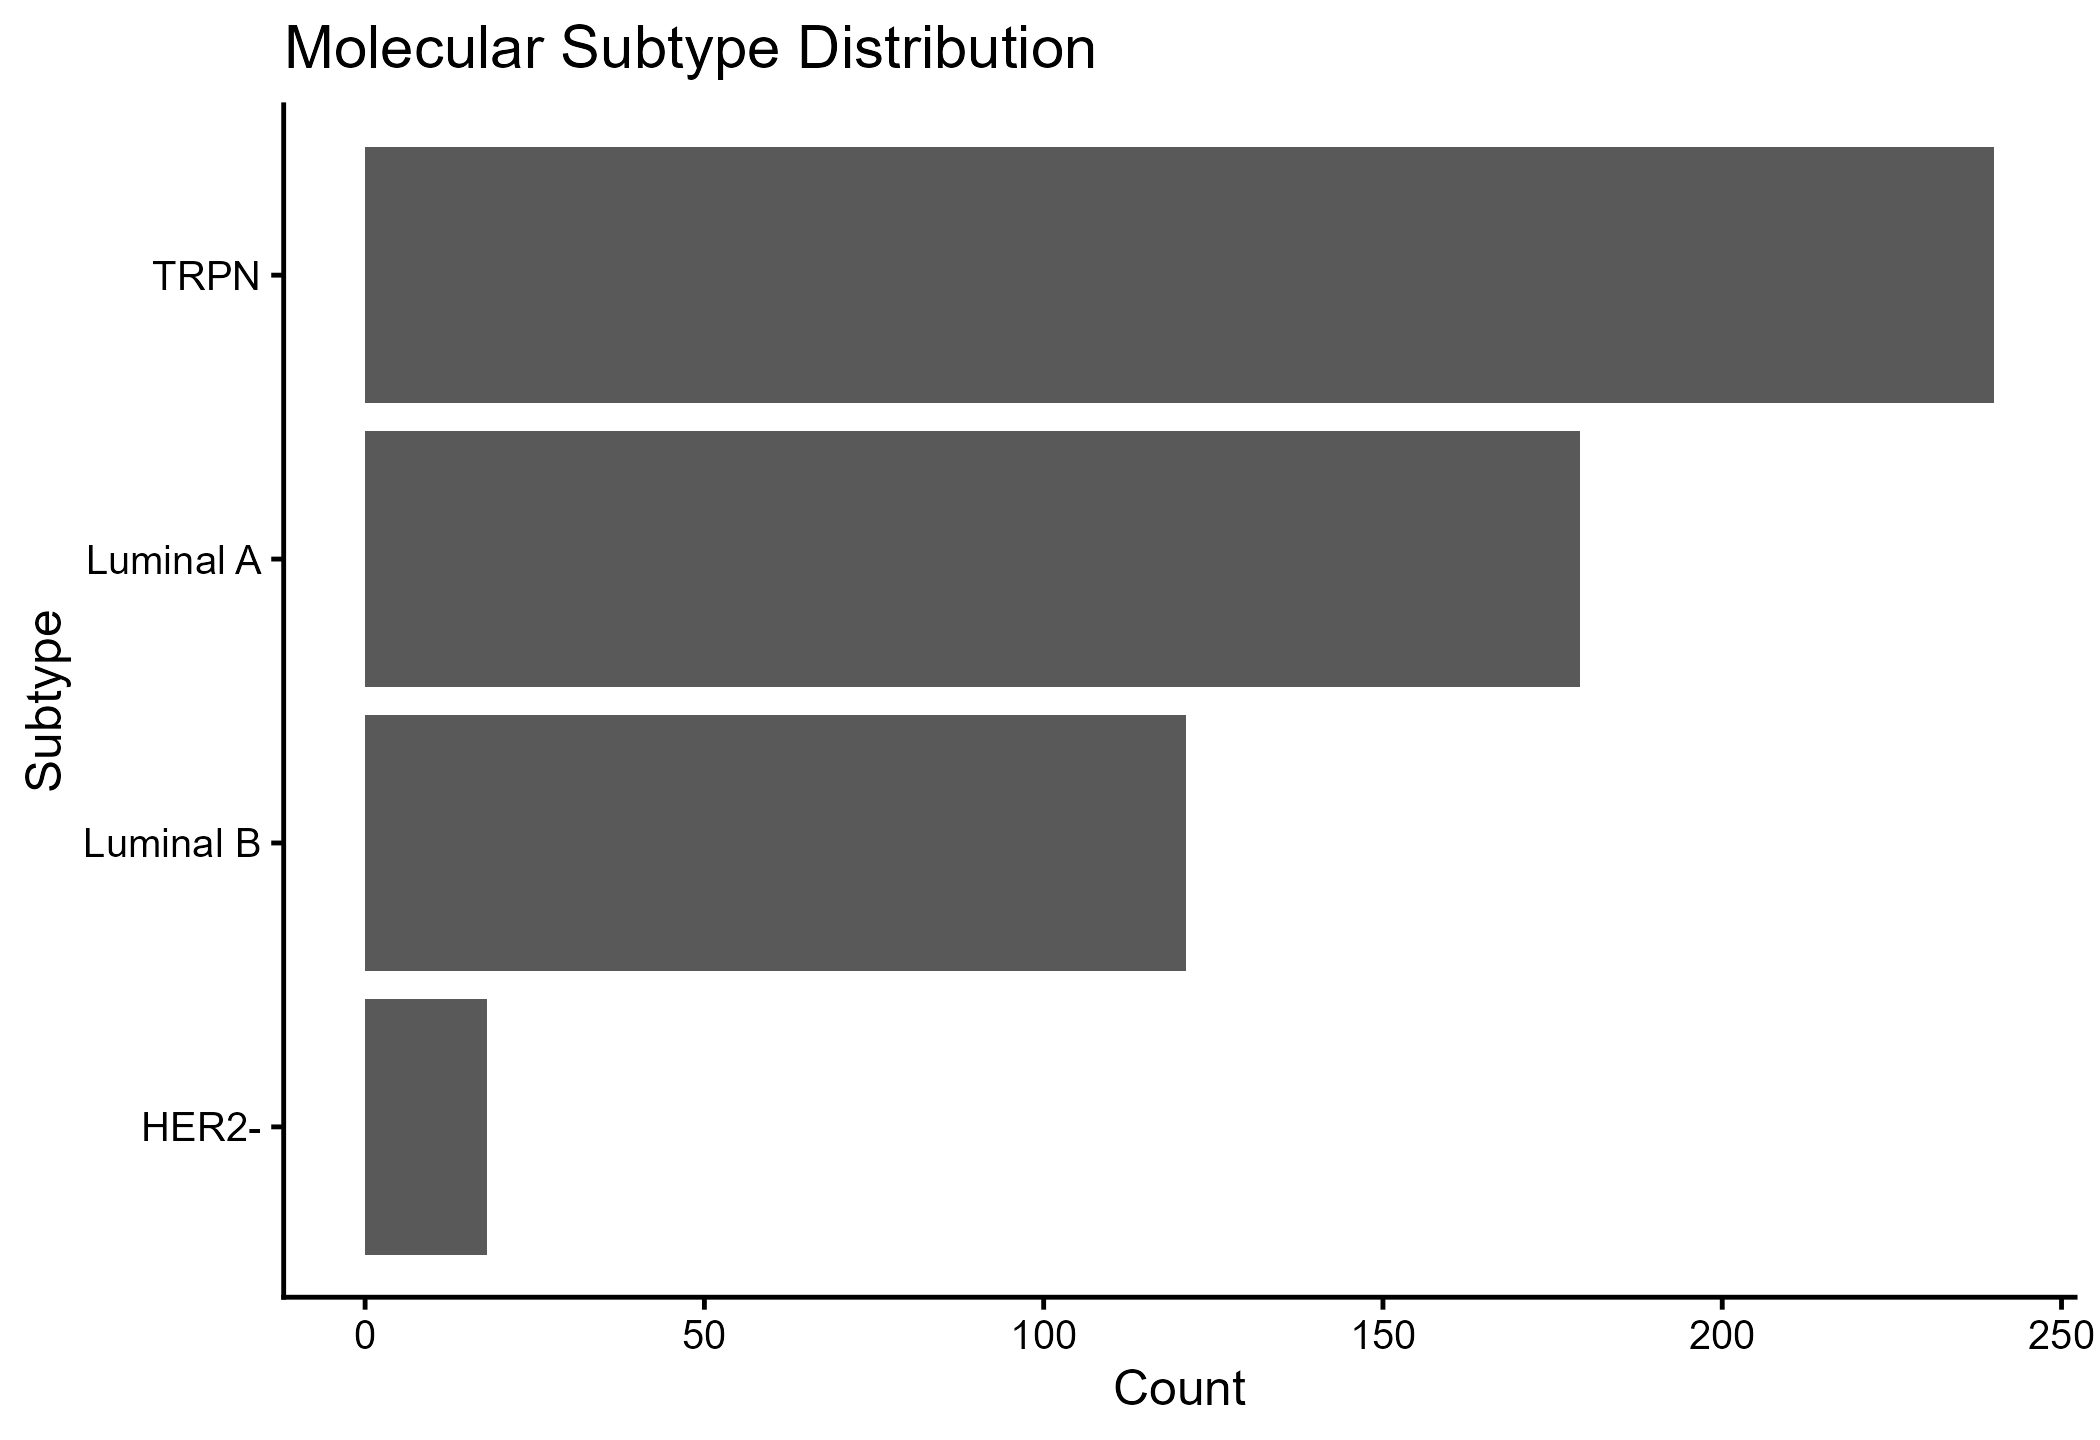 Molecular Subtype Distribution
Subtype
TRPN
Luminal A
Luminal B
HER2-
0 50 100 150 200 250
Count